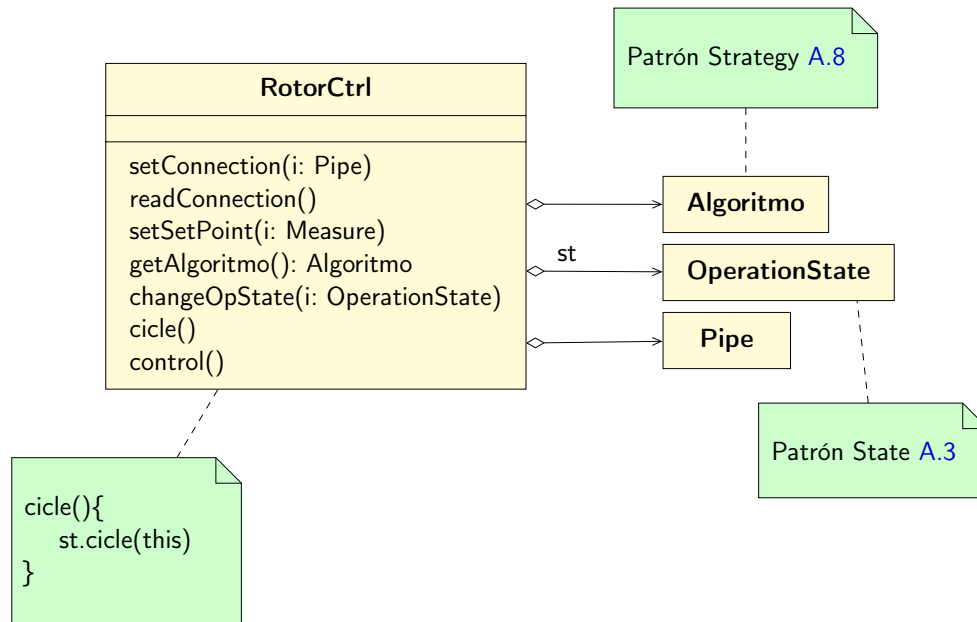 Patrón Strategy A.8
RotorCtrl
setConnection(i: Pipe)
readConnection()
setSetPoint(i: Measure)
getAlgoritmo(): Algoritmo
changeOpState(i: OperationState)
cicle()
control()
Algoritmo
st
OperationState
Pipe
Patrón State A.3
cicle(){
st.cicle(this)
}